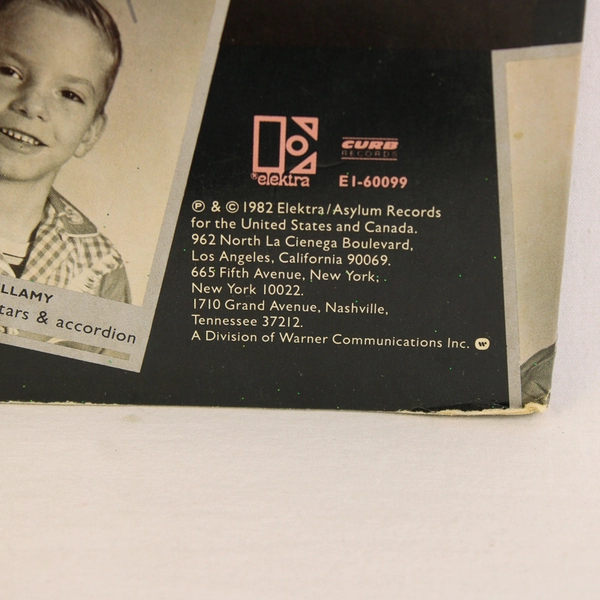 LLAMY
tars & accordion
elektra
CURB
RECORDS
E1-60099
℗ & © 1982 Elektra/Asylum Records
for the United States and Canada.
962 North La Cienega Boulevard,
Los Angeles, California 90069.
665 Fifth Avenue, New York,
New York 10022.
1710 Grand Avenue, Nashville,
Tennessee 37212.
A Division of Warner Communications Inc.